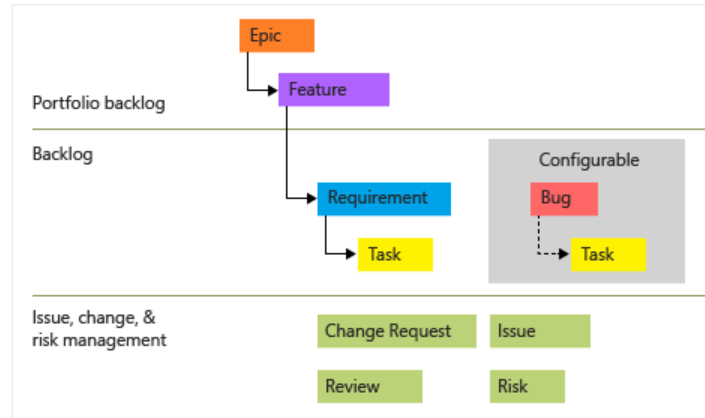 Epic
Feature
Portfolio backlog
Backlog
Configurable
Requirement
Bug
Task
Task
Issue, change, &
risk management
Change Request
Issue
Review
Risk